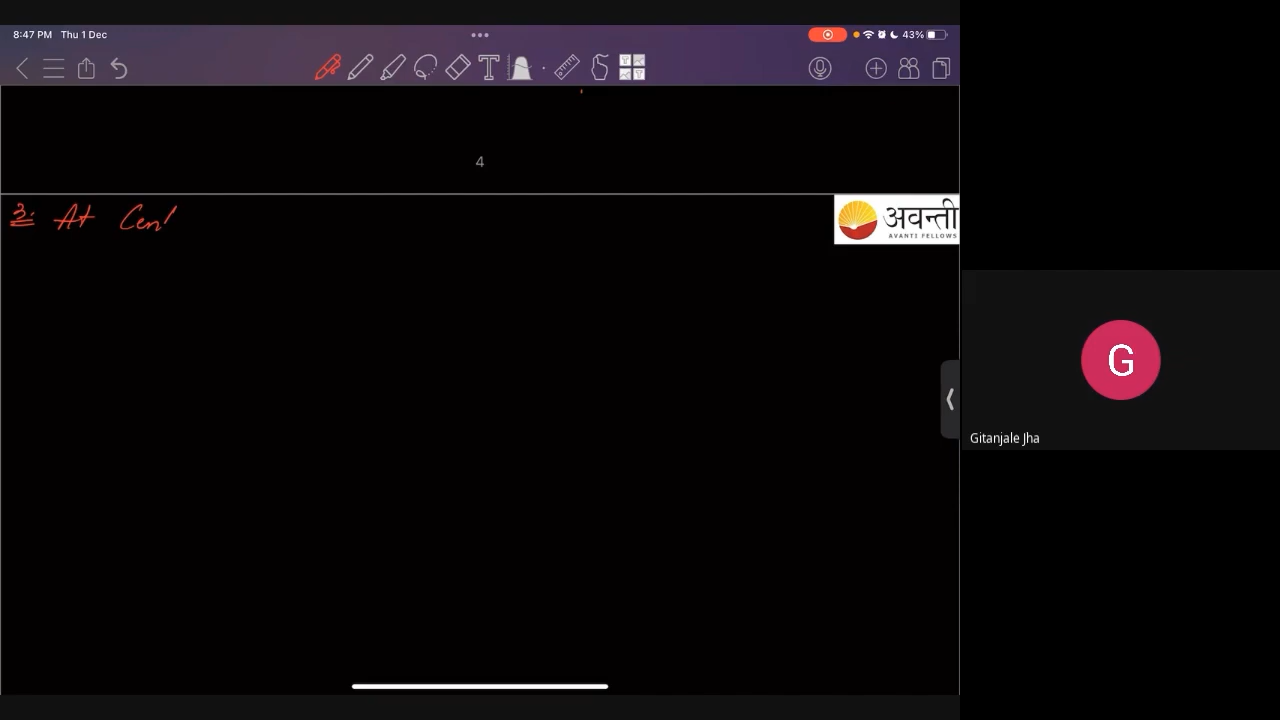 8:47 PM Thu 1 Dec
43%
4
3: At Cen
अवन्ती
AVANTI FELLOWS
G
Gitanjale Jha